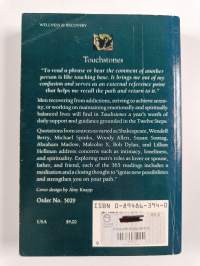 WELLNESS & RECOVERY
Touchstones
"To read a phrase or hear the comment of another
person is like touching base. It brings me out of my
confusion and serves as an external reference point
that helps me recall the path and return to it."
Men recovering from addictions, striving to achieve seren-
ity, or working on maintaining emotionally and spiritually
balanced lives will find in Touchstones a year's worth of
daily support and guidance grounded in the Twelve Steps.
Quotations from sources as varied as Shakespeare, Wendell
Berry, Michael Spinks, Woody Allen, Susan Sontag,
Abraham Maslow, Malcolm X, Bob Dylan, and Lillian
Hellman address concerns such as intimacy, loneliness,
and spirituality. Exploring men's roles as lover or spouse,
father, and friend, each of the 365 readings includes a
meditation and a closing thought to "ignite new possibilities
and strengthen you on your path."
Cover design by Amy Knapp
Order No. 5029
USA $9.00
ISBN 0-89486-394-0